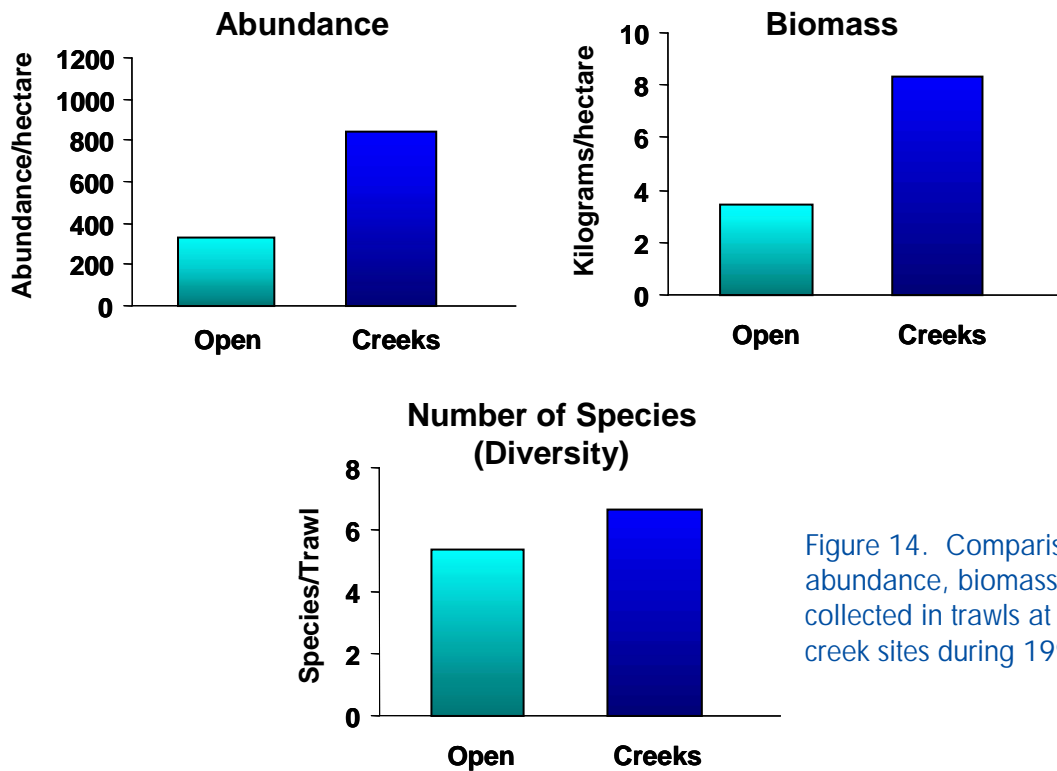 Abundance
Abundance/hectare
1200
1000
800
600
400
200
0
Open Creeks
Biomass
Kilograms/hectare
10
8
6
4
2
0
Open Creeks
Number of Species
(Diversity)
Species/Trawl
8
6
4
2
0
Open Creeks
Figure 14. 
abundance, biomass
collected in trawls at
creek sites during